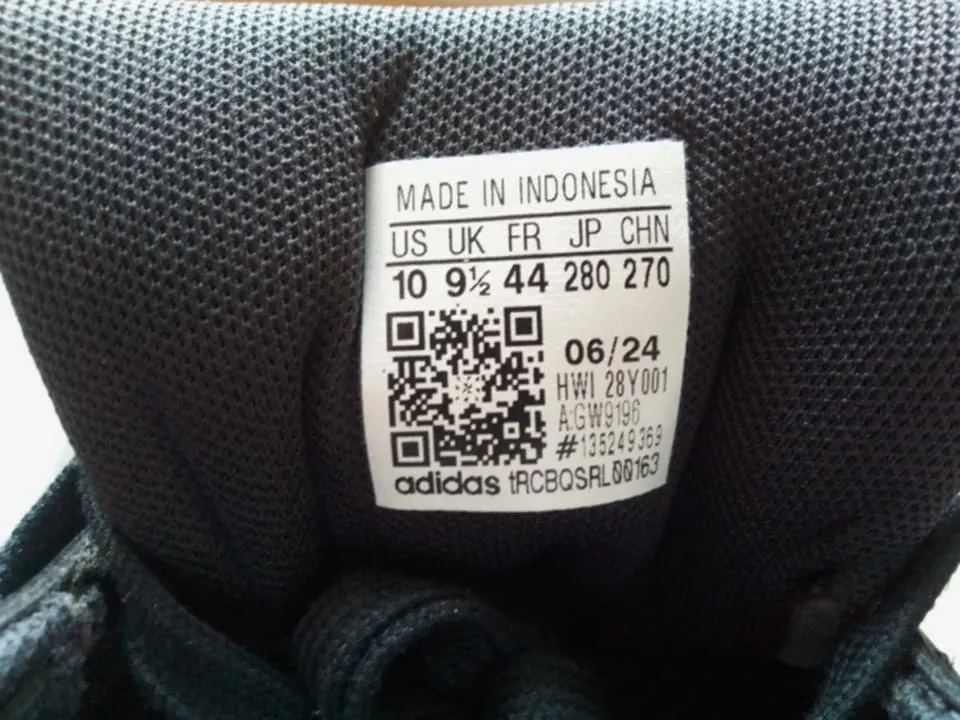 MADE IN INDONESIA
US UK FR JP CHN
10 9½ 44 280 270
06/24
HWI 28Y001
A:GW9196
#135249369
adidas tRCBQSRL00163